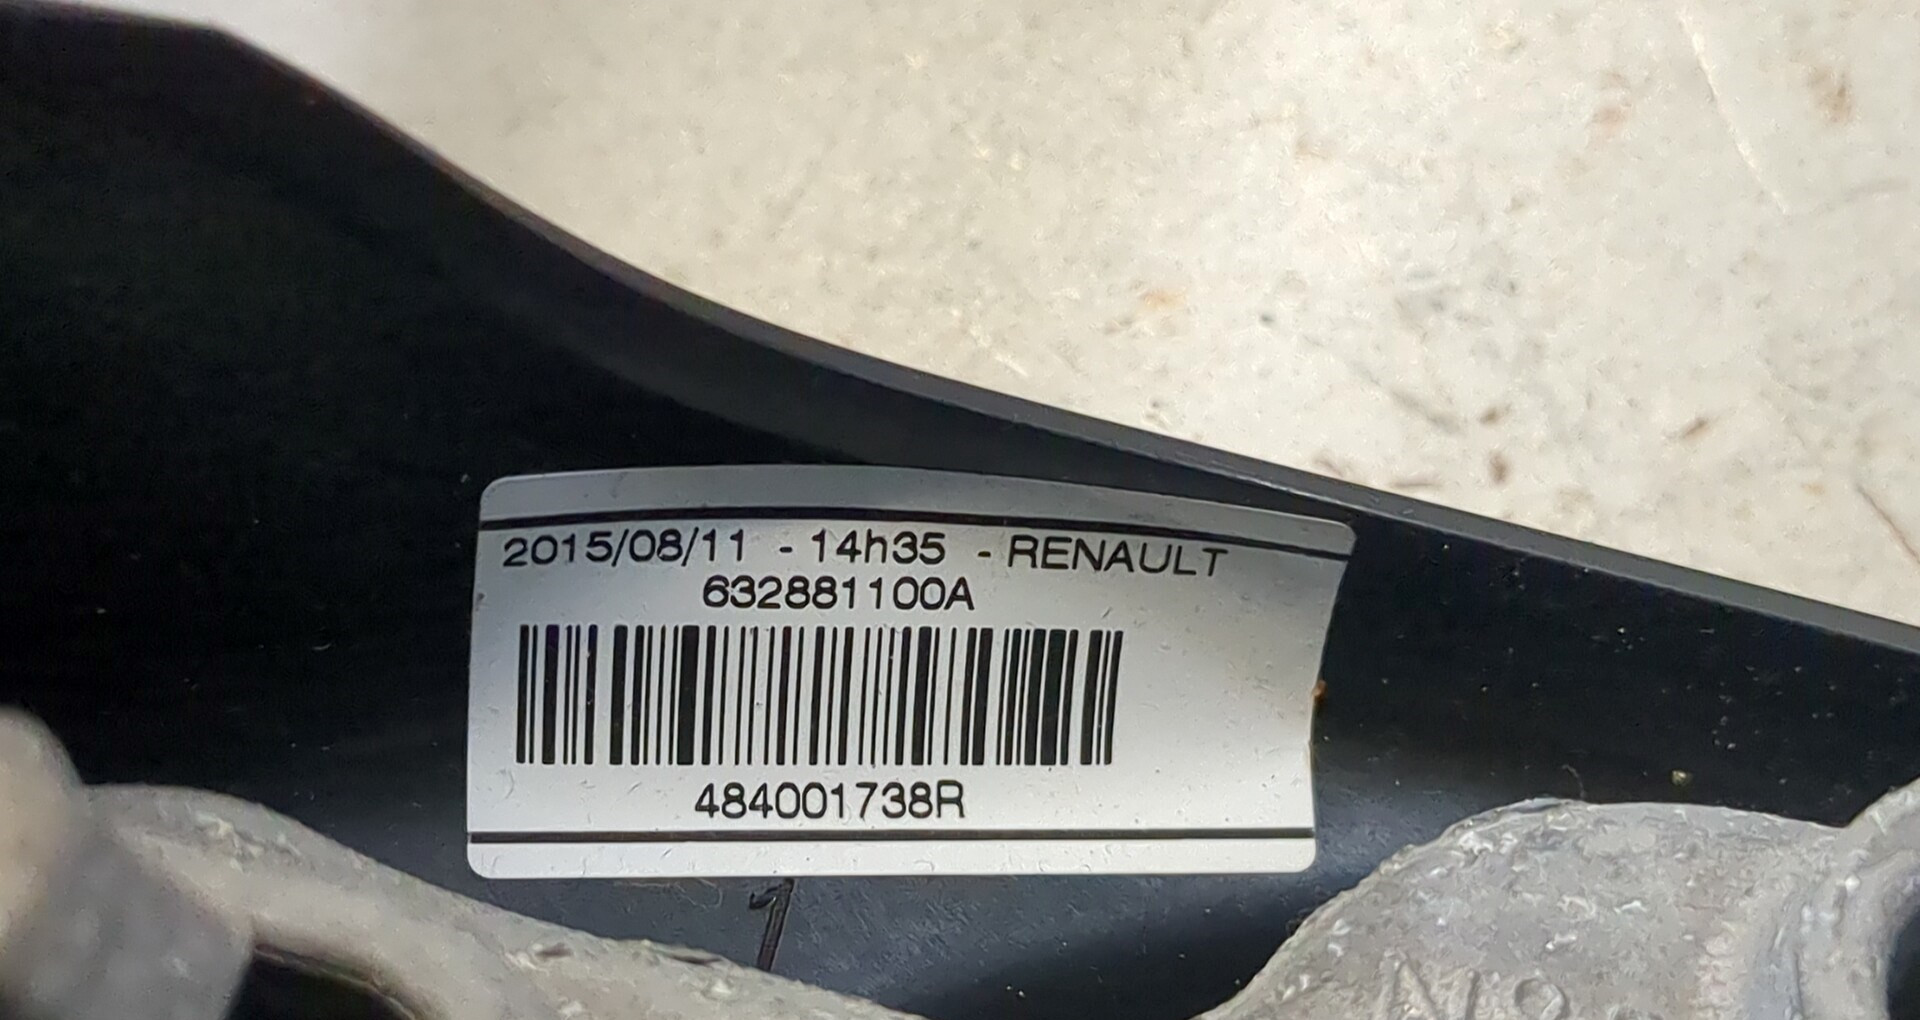 2015/08/11 - 14h35 - RENAULT
632881100A
484001738R